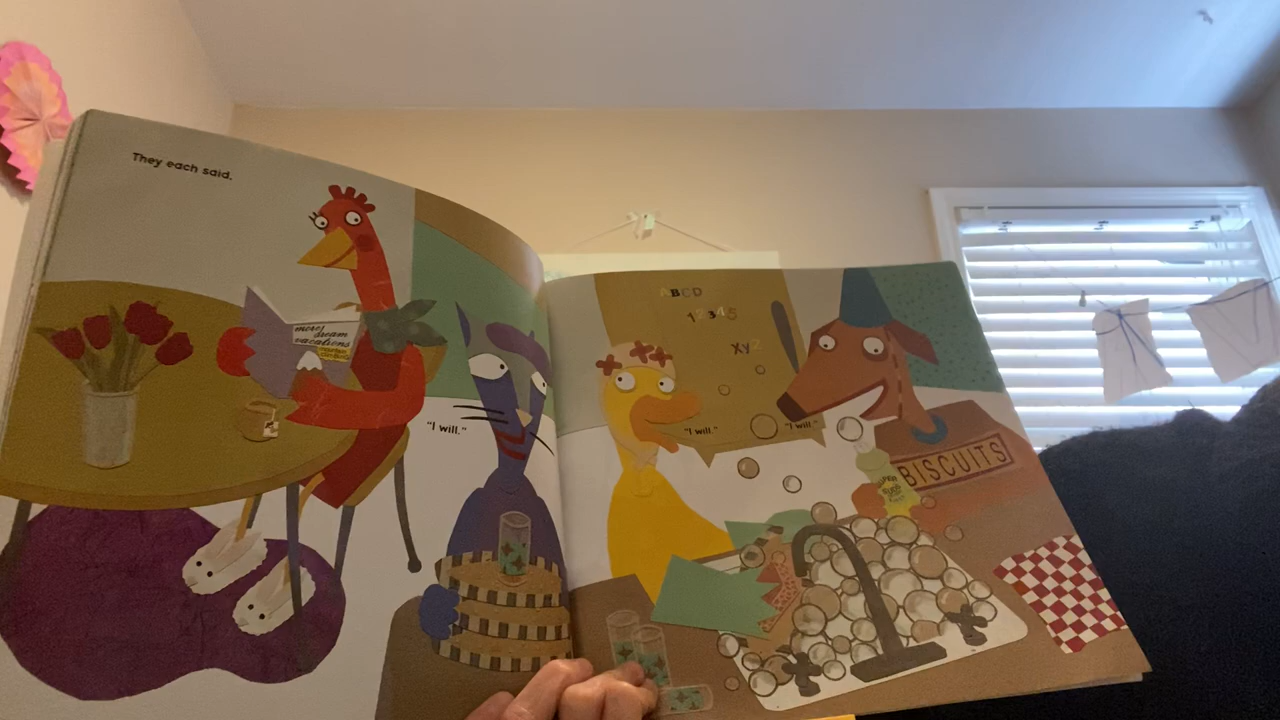 They each said.
more
dream
vacations
"I will."
ABCD
12345
XYZ
"I will."
"I will."
BISCUITS